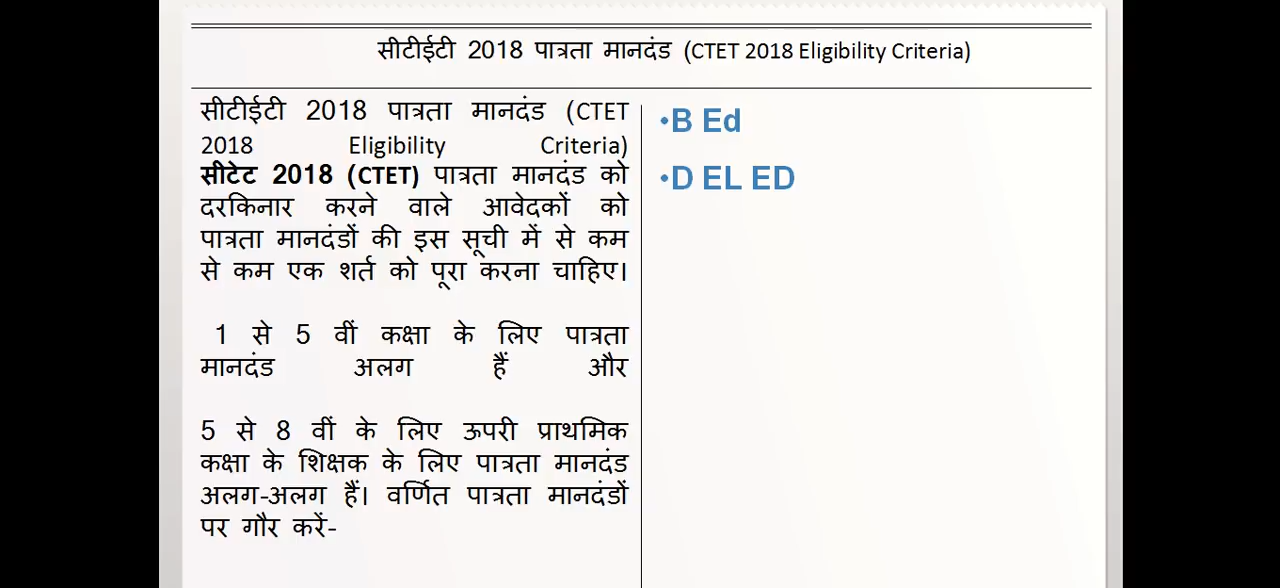 सीटीईटी 2018 पात्रता मानदंड (CTET 2018 Eligibility Criteria)
सीटीईटी 2018 पात्रता मानदंड (CTET
2018 Eligibility Criteria)
सीटेट 2018 (CTET) पात्रता मानदंड को
दरकिनार करने वाले आवेदकों को
पात्रता मानदंडों की इस सूची में से कम
से कम एक शर्त को पूरा करना चाहिए।
1 से 5 वीं कक्षा के लिए पात्रता
मानदंड अलग हैं और
5 से 8 वीं के लिए ऊपरी प्राथमिक
कक्षा के शिक्षक के लिए पात्रता मानदंड
अलग-अलग हैं। वर्णित पात्रता मानदंडों
पर गौर करें-
•B Ed
•D EL ED